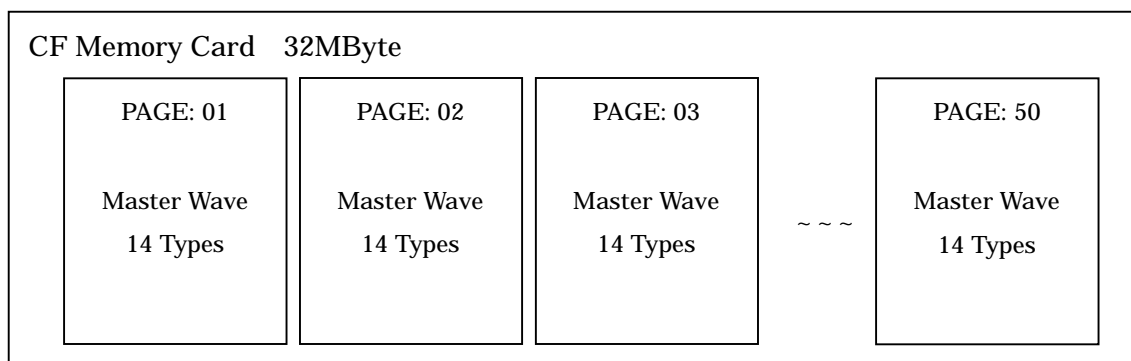 CF Memory Card 32MByte
PAGE: 01
Master Wave
14 Types
PAGE: 02
Master Wave
14 Types
PAGE: 03
Master Wave
14 Types
~ ~ ~
PAGE: 50
Master Wave
14 Types